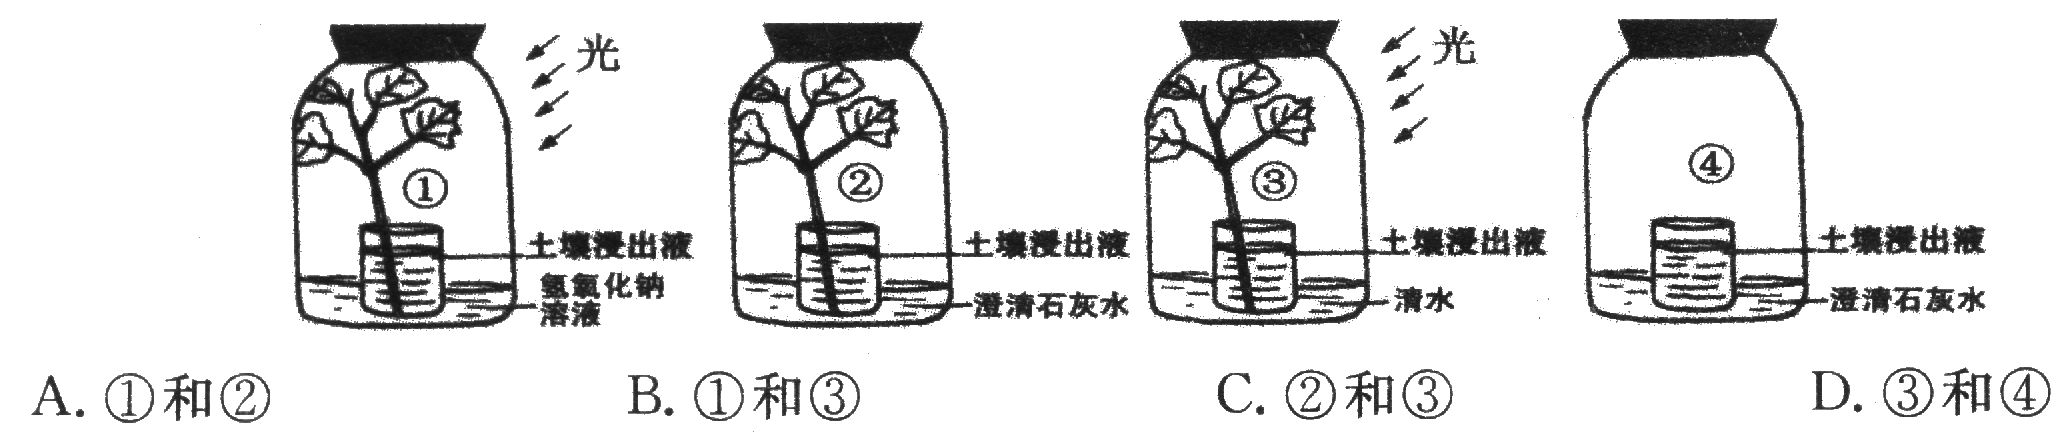 光 光
① ② ③ ④
土壤浸出液 土壤浸出液 土壤浸出液 土壤浸出液
氢氧化钠溶液 澄清石灰水 清水 澄清石灰水
A. ①和② B. ①和③ C. ②和③ D. ③和④